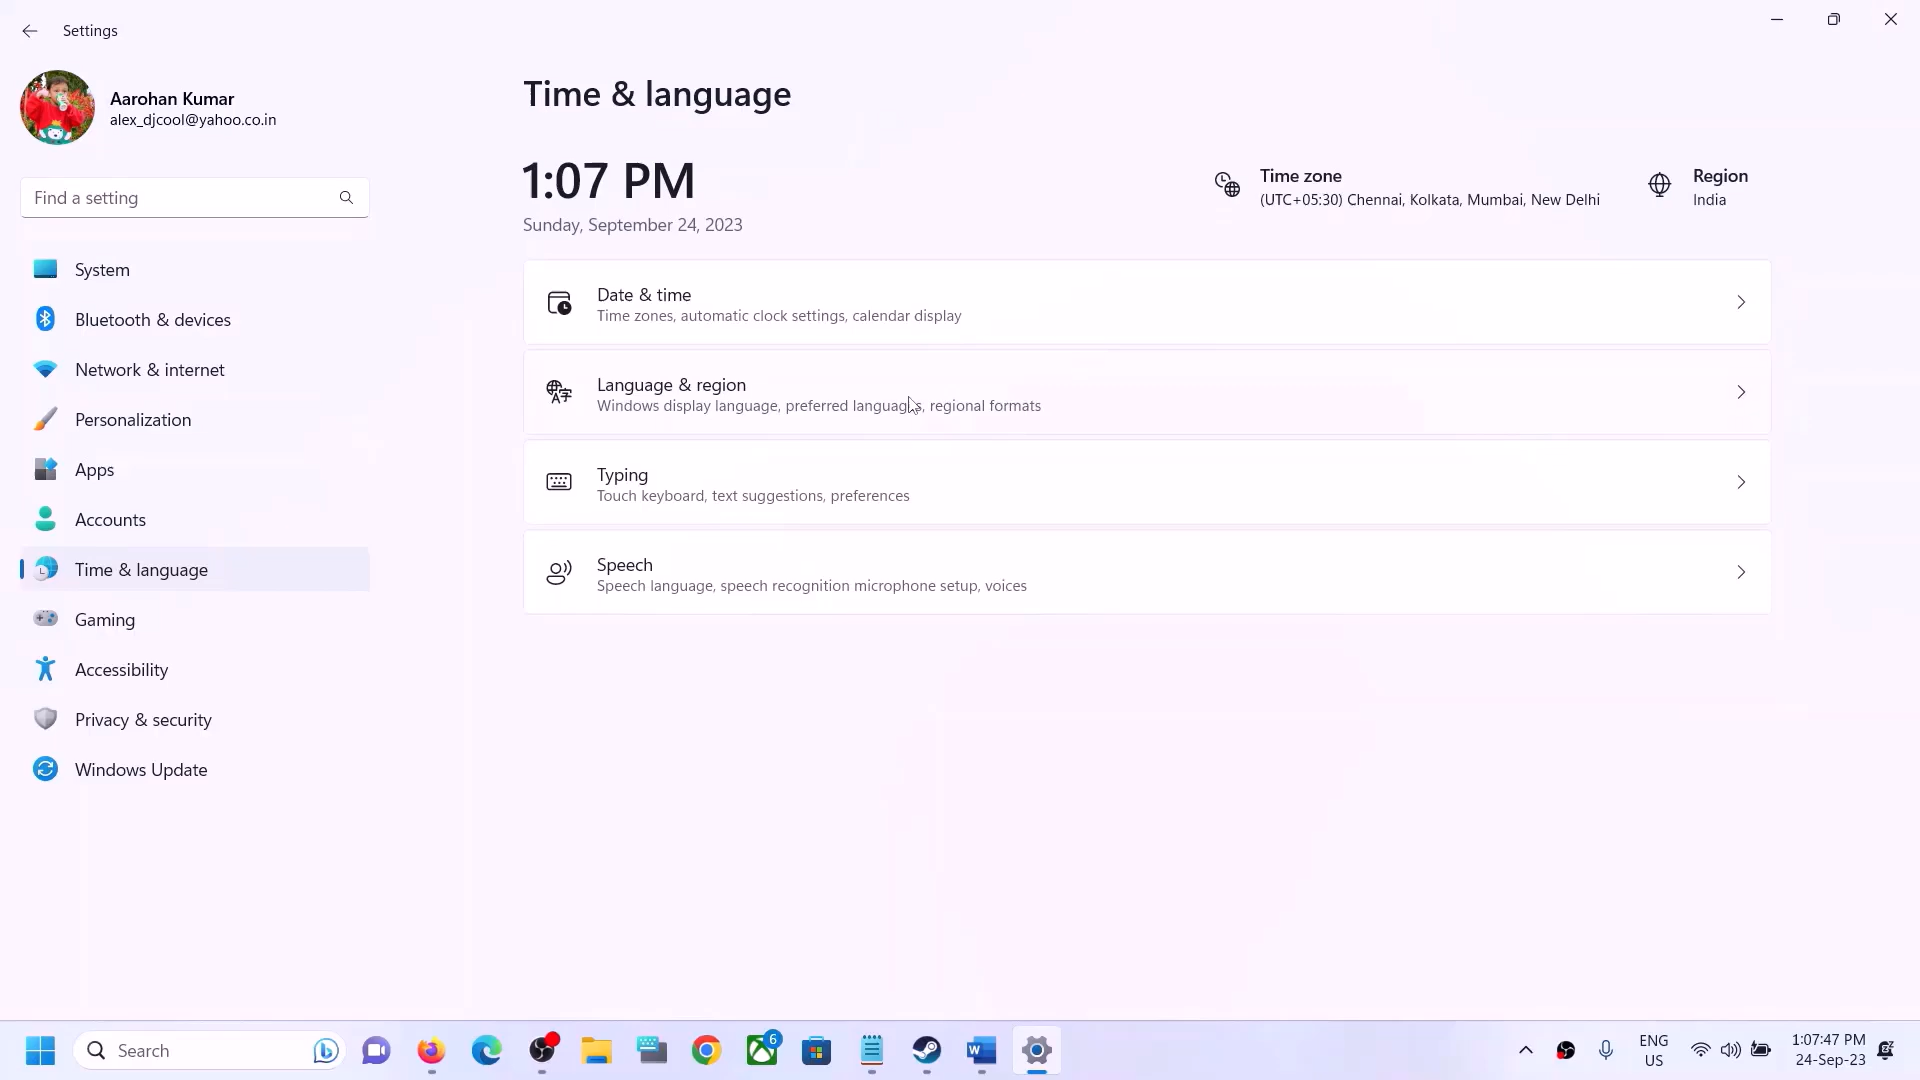 Settings
Aarohan Kumar
alex_djcool@yahoo.co.in
Find a setting
System
Bluetooth & devices
Network & internet
Personalization
Apps
Accounts
Time & language
Gaming
Accessibility
Privacy & security
Windows Update
Time & language
1:07 PM
Sunday, September 24, 2023
Time zone
(UTC+05:30) Chennai, Kolkata, Mumbai, New Delhi
Region
India
Date & time
Time zones, automatic clock settings, calendar display
Language & region
Windows display language, preferred languages, regional formats
Typing
Touch keyboard, text suggestions, preferences
Speech
Speech language, speech recognition microphone setup, voices
Search
6
ENG
US
1:07:47 PM
24-Sep-23